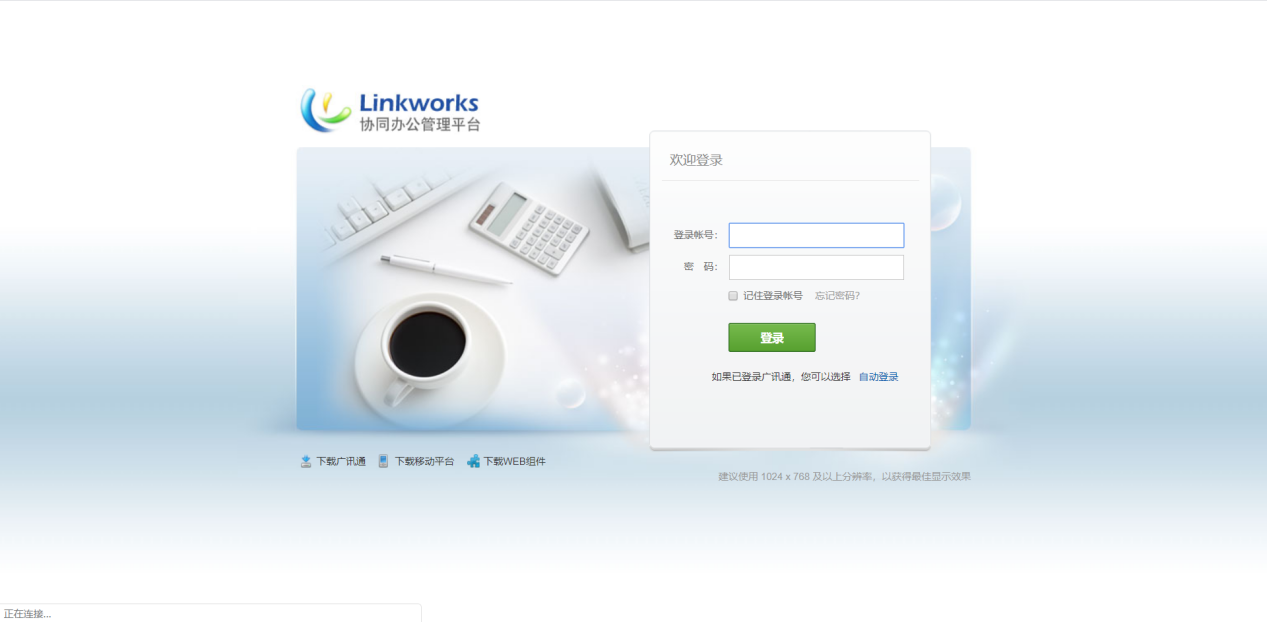 Linkworks
协同办公管理平台
欢迎登录
登录帐号：
密 码：
记住登录帐号 忘记密码?
登录
如果已登录广讯通，您可以选择 自动登录
下载广讯通 下载移动平台 下载WEB组件
建议使用 1024 x 768 及以上分辨率，以获得最佳显示效果
正在连接...